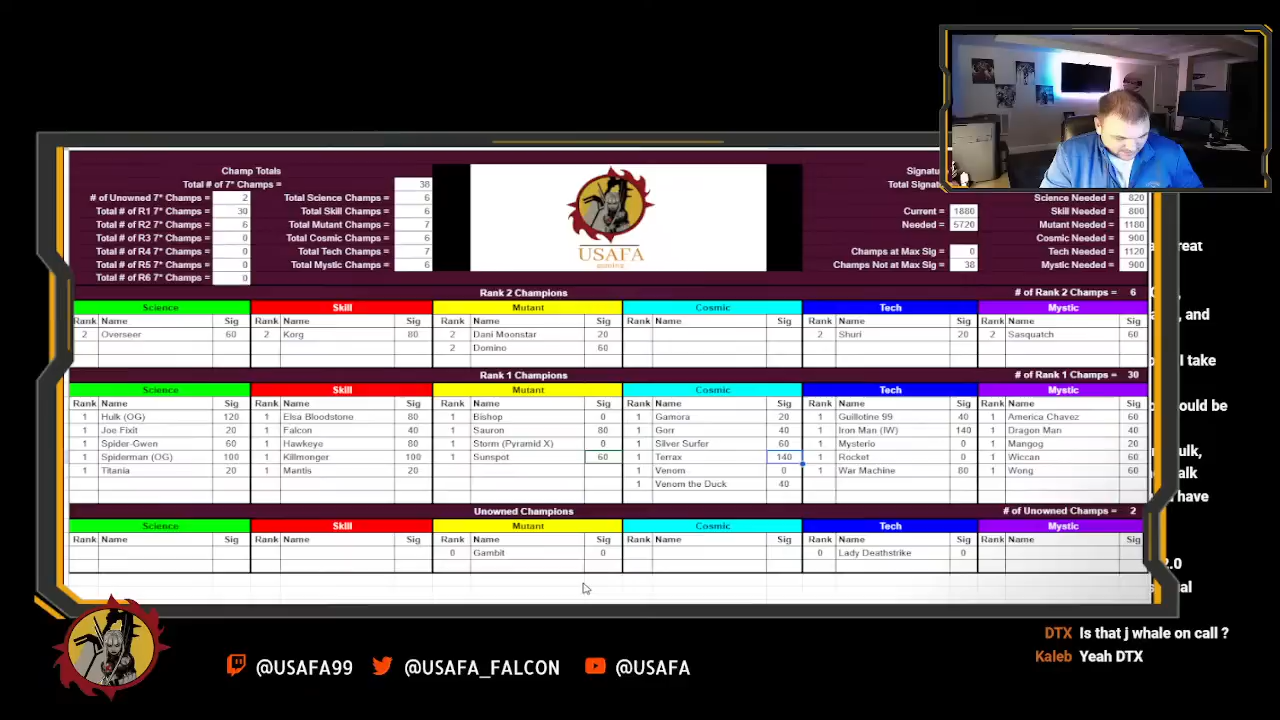 Champ Totals
Total # of 7* Champs = 38
# of Unowned 7* Champs = 2 Total Science Champs = 6
Total # of R1 7* Champs = 30 Total Skill Champs = 6
Total # of R2 7* Champs = 6 Total Mutant Champs = 7
Total # of R3 7* Champs = 0 Total Cosmic Champs = 6
Total # of R4 7* Champs = 0 Total Tech Champs = 7
Total # of R5 7* Champs = 0 Total Mystic Champs = 6
Total # of R6 7* Champs = 0
USAFA
Signatur
Total Signat
Science Needed = 820
Current = 1880 Skill Needed = 800
Needed = 5720 Mutant Needed = 1180
Cosmic Needed = 900
Champs at Max Sig = 0 Tech Needed = 1120
Champs Not at Max Sig = 38 Mystic Needed = 900
Rank 2 Champions # of Rank 2 Champs = 6
Science Skill Mutant Cosmic Tech Mystic
Rank Name Sig Rank Name Sig Rank Name Sig Rank Name Sig Rank Name Sig Rank Name Sig
2 Overseer 60 2 Korg 80 2 Dani Moonstar 20 2 Shuri 20 2 Sasquatch 60
2 Domino 60
Rank 1 Champions # of Rank 1 Champs = 30
Science Skill Mutant Cosmic Tech Mystic
Rank Name Sig Rank Name Sig Rank Name Sig Rank Name Sig Rank Name Sig Rank Name Sig
1 Hulk (OG) 120 1 Elsa Bloodstone 80 1 Bishop 0 1 Gamora 20 1 Guillotine 99 40 1 America Chavez 60
1 Joe Fixit 20 1 Falcon 40 1 Sauron 80 1 Gorr 40 1 Iron Man (IW) 140 1 Dragon Man 40
1 Spider-Gwen 60 1 Hawkeye 80 1 Storm (Pyramid X) 0 1 Silver Surfer 60 1 Mysterio 0 1 Mangog 20
1 Spiderman (OG) 100 1 Killmonger 100 1 Sunspot 60 1 Terrax 140 1 Rocket 0 1 Wiccan 60
1 Titania 20 1 Mantis 20 1 Venom 0 1 War Machine 80 1 Wong 60
1 Venom the Duck 40
Unowned Champions # of Unowned Champs = 2
Science Skill Mutant Cosmic Tech Mystic
Rank Name Sig Rank Name Sig Rank Name Sig Rank Name Sig Rank Name Sig Rank Name Sig
0 Gambit 0 0 Lady Deathstrike 0
reat
, and
I take
ould be
ulk,
alk
have
2.0
nal
DTX Is that j whale on call ?
Kaleb Yeah DTX
@USAFA99 @USAFA_FALCON @USAFA